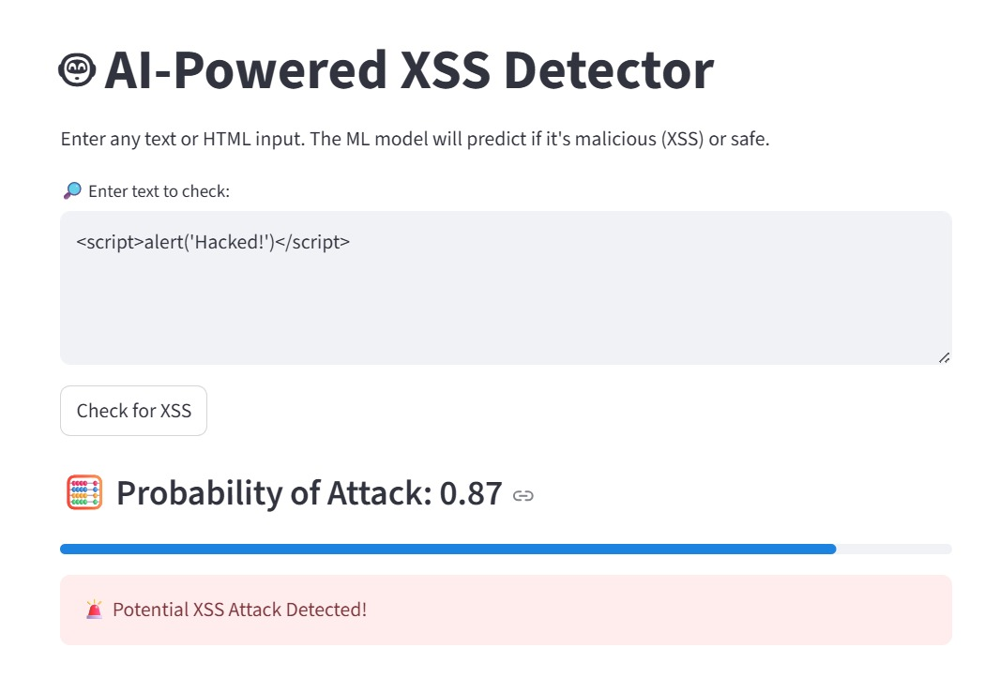 AI-Powered XSS Detector
Enter any text or HTML input. The ML model will predict if it's malicious (XSS) or safe.
Enter text to check:
<script>alert('Hacked!')</script>
Check for XSS
Probability of Attack: 0.87
Potential XSS Attack Detected!